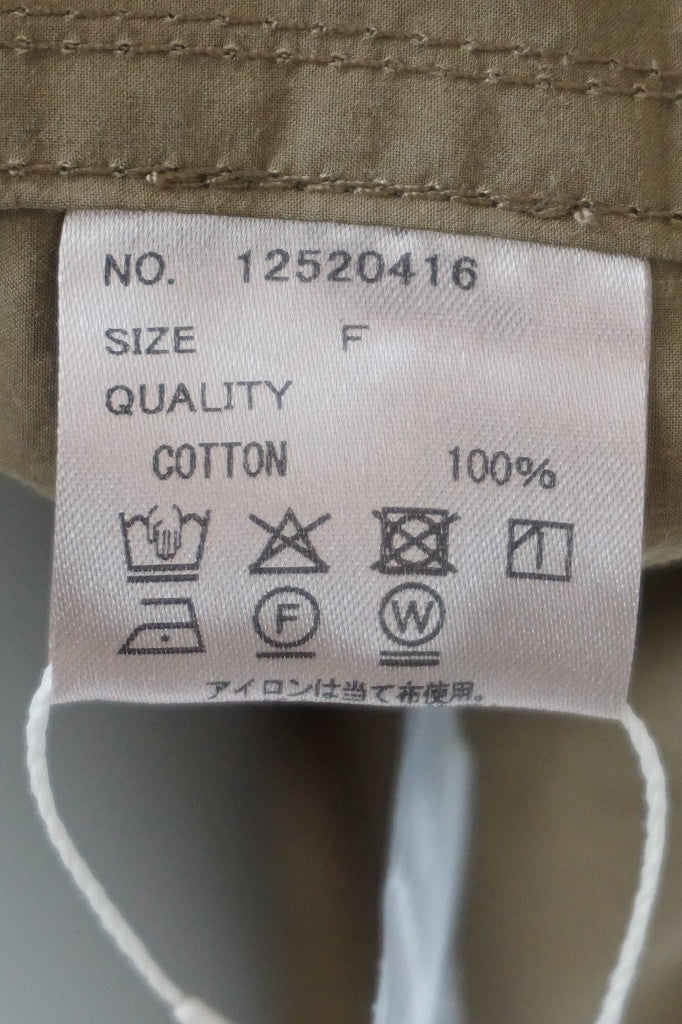 NO. 12520416
SIZE F
QUALITY
COTTON 100%
F W
アイロンは当て布使用。